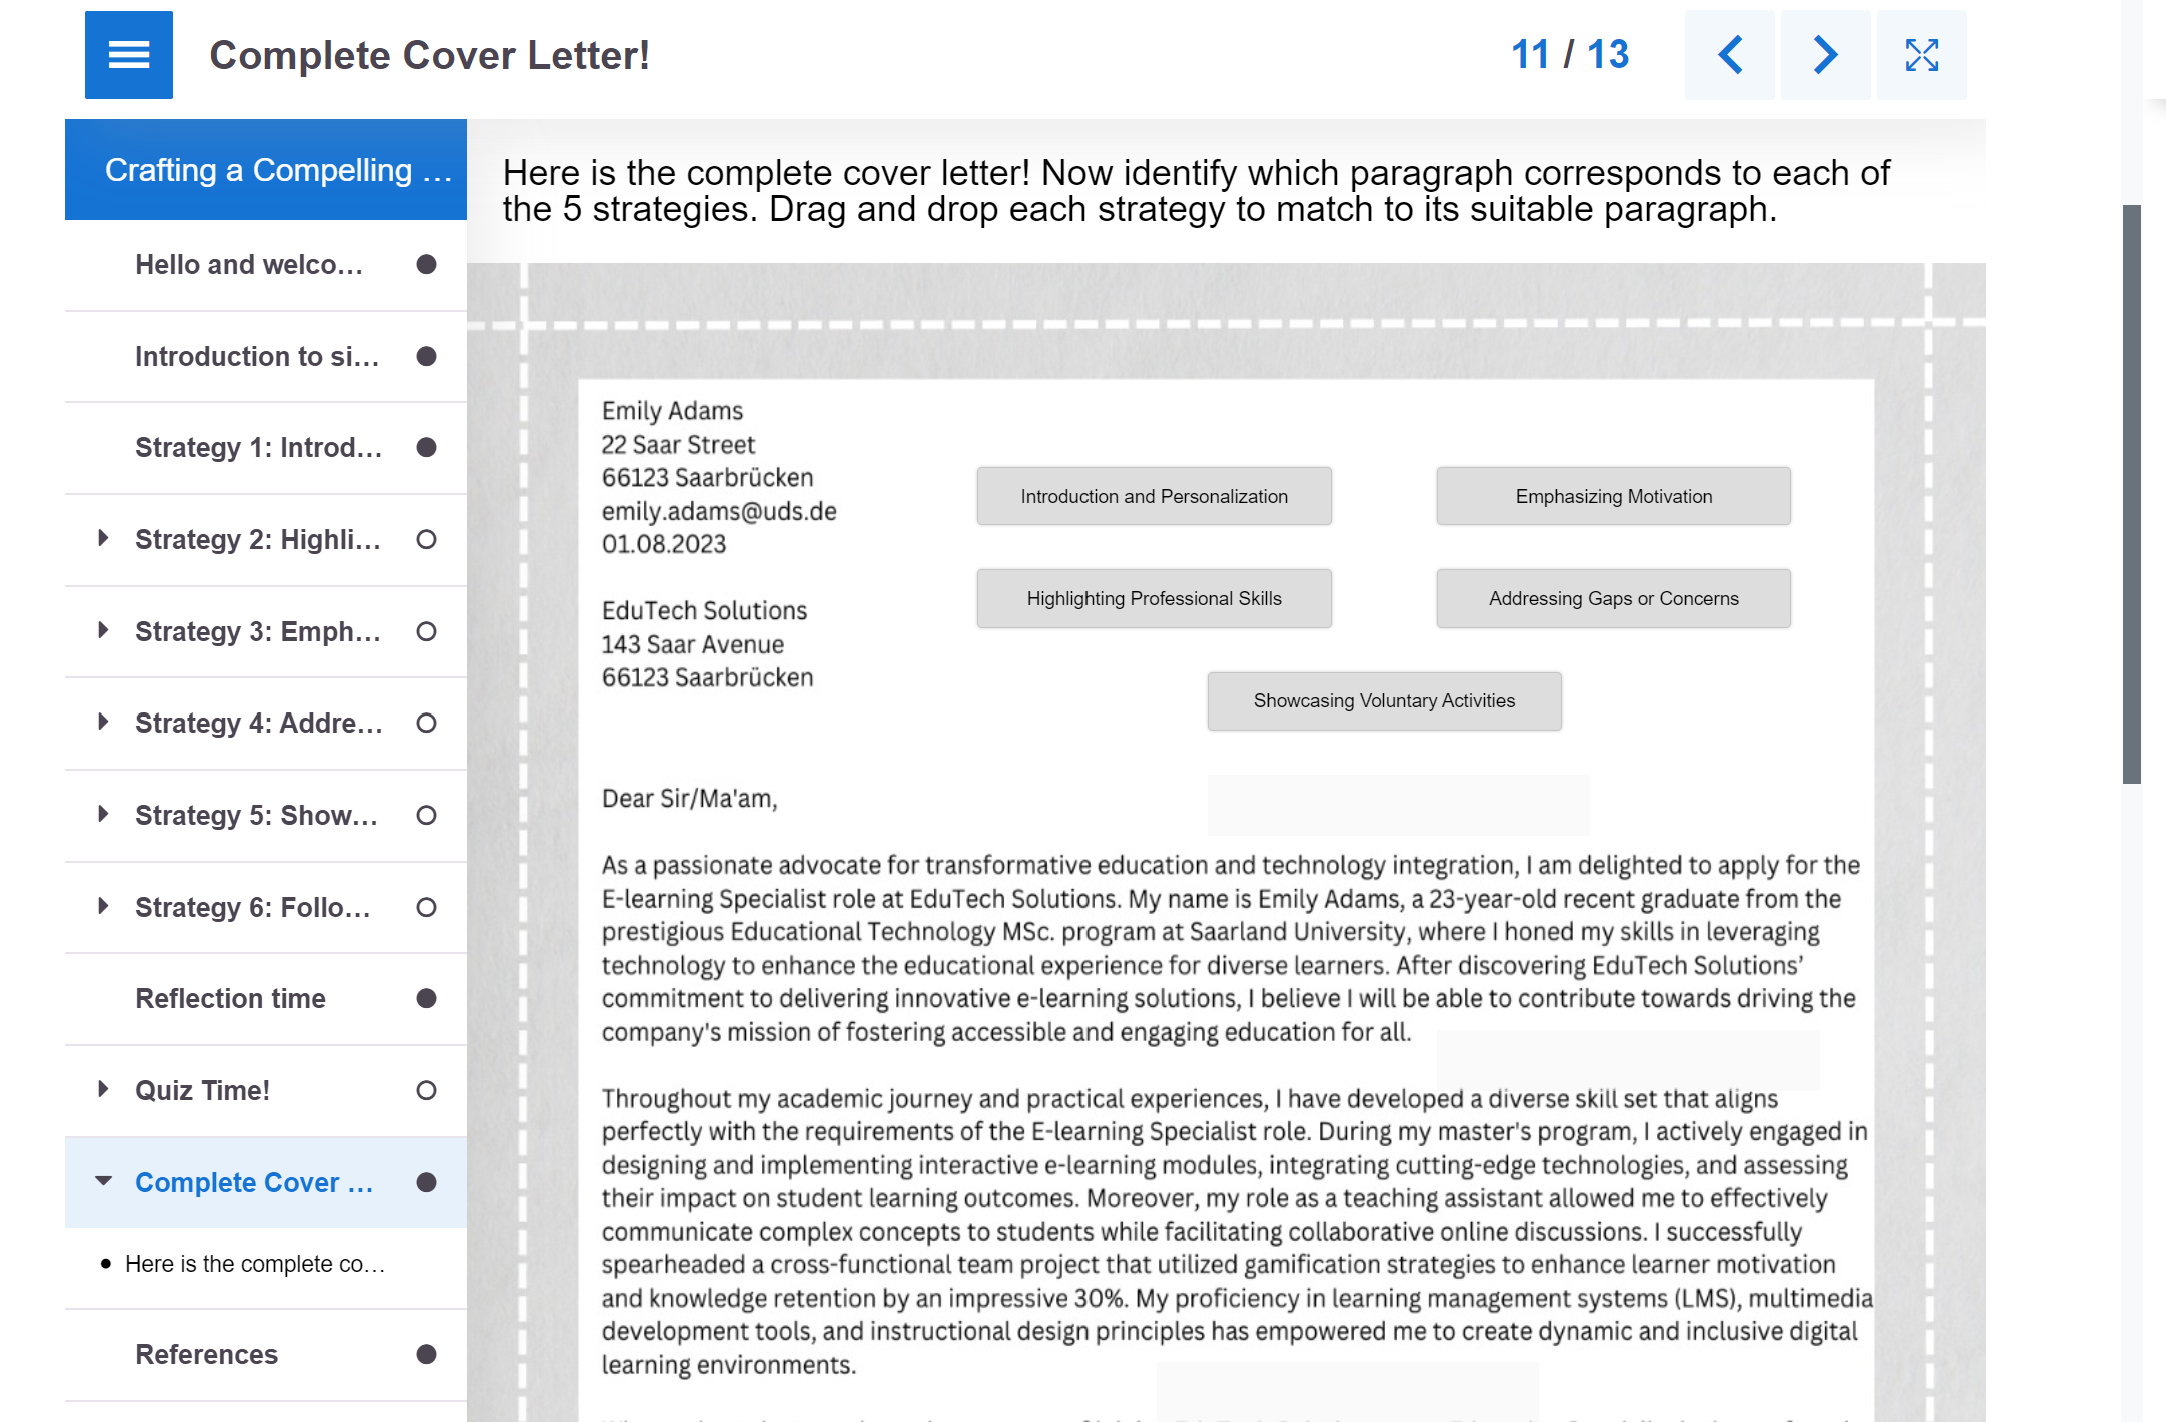 Complete Cover Letter!
11 / 13
Crafting a Compelling ...
Hello and welco...
Introduction to si...
Strategy 1: Introd...
Strategy 2: Highli...
Strategy 3: Emph...
Strategy 4: Addre...
Strategy 5: Show...
Strategy 6: Follo...
Reflection time
Quiz Time!
Complete Cover ...
Here is the complete co...
References
Here is the complete cover letter! Now identify which paragraph corresponds to each of
the 5 strategies. Drag and drop each strategy to match to its suitable paragraph.
Emily Adams
22 Saar Street
66123 Saarbrücken
emily.adams@uds.de
01.08.2023
EduTech Solutions
143 Saar Avenue
66123 Saarbrücken
Introduction and Personalization
Emphasizing Motivation
Highlighting Professional Skills
Addressing Gaps or Concerns
Showcasing Voluntary Activities
Dear Sir/Ma'am,
As a passionate advocate for transformative education and technology integration, I am delighted to apply for the
E-learning Specialist role at EduTech Solutions. My name is Emily Adams, a 23-year-old recent graduate from the
prestigious Educational Technology MSc. program at Saarland University, where I honed my skills in leveraging
technology to enhance the educational experience for diverse learners. After discovering EduTech Solutions’
commitment to delivering innovative e-learning solutions, I believe I will be able to contribute towards driving the
company's mission of fostering accessible and engaging education for all.
Throughout my academic journey and practical experiences, I have developed a diverse skill set that aligns
perfectly with the requirements of the E-learning Specialist role. During my master's program, I actively engaged in
designing and implementing interactive e-learning modules, integrating cutting-edge technologies, and assessing
their impact on student learning outcomes. Moreover, my role as a teaching assistant allowed me to effectively
communicate complex concepts to students while facilitating collaborative online discussions. I successfully
spearheaded a cross-functional team project that utilized gamification strategies to enhance learner motivation
and knowledge retention by an impressive 30%. My proficiency in learning management systems (LMS), multimedia
development tools, and instructional design principles has empowered me to create dynamic and inclusive digital
learning environments.